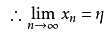 ∴ lim_{n→∞} x_n = η